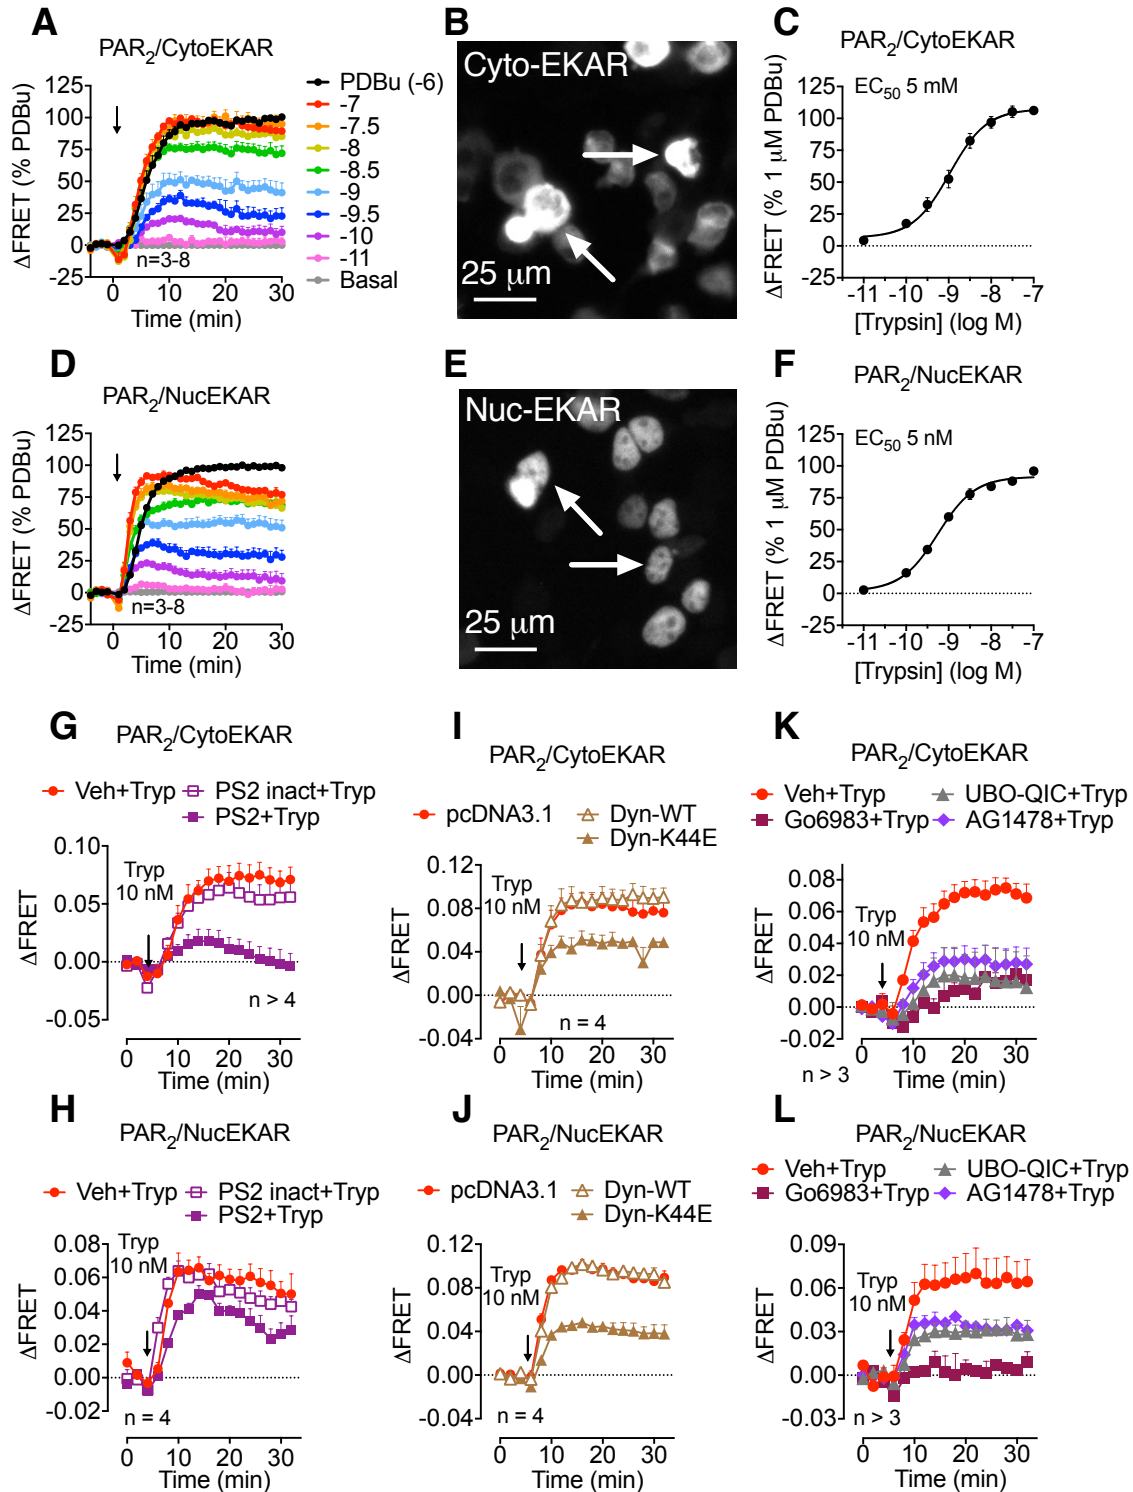 A
PAR2/CytoEKAR
ΔFRET (% PDBu)
125
100
75
50
25
0
-25
n=3-8
0 10 20 30
Time (min)
PDBu (-6)
-7
-7.5
-8
-8.5
-9
-9.5
-10
-11
Basal
B
Cyto-EKAR
25 μm
C
PAR2/CytoEKAR
ΔFRET (% 1 μM PDBu)
125
100
75
50
25
0
-25
EC50 5 mM
-11 -10 -9 -8 -7
[Trypsin] (log M)
D
PAR2/NucEKAR
ΔFRET (% PDBu)
125
100
75
50
25
0
-25
n=3-8
0 10 20 30
Time (min)
E
Nuc-EKAR
25 μm
F
PAR2/NucEKAR
ΔFRET (% 1 μM PDBu)
125
100
75
50
25
0
-25
EC50 5 nM
-11 -10 -9 -8 -7
[Trypsin] (log M)
G
PAR2/CytoEKAR
Veh+Tryp
PS2 inact+Tryp
PS2+Tryp
ΔFRET
0.10
0.05
0.00
-0.05
Tryp
10 nM
n > 4
0 10 20 30
Time (min)
I
PAR2/CytoEKAR
pcDNA3.1
Dyn-WT
Dyn-K44E
ΔFRET
0.12
0.08
0.04
0.00
-0.04
Tryp
10 nM
n = 4
0 10 20 30
Time (min)
K
PAR2/CytoEKAR
Veh+Tryp
UBO-QIC+Tryp
Go6983+Tryp
AG1478+Tryp
ΔFRET
0.08
0.06
0.04
0.02
0.00
-0.02
Tryp
10 nM
0 10 20 30
Time (min)
n > 3
H
PAR2/NucEKAR
Veh+Tryp
PS2 inact+Tryp
PS2+Tryp
ΔFRET
0.08
0.06
0.04
0.02
0.00
-0.02
Tryp
10 nM
n = 4
0 10 20 30
Time (min)
J
PAR2/NucEKAR
pcDNA3.1
Dyn-WT
Dyn-K44E
ΔFRET
0.12
0.08
0.04
0.00
-0.04
Tryp
10 nM
n = 4
0 10 20 30
Time (min)
L
PAR2/NucEKAR
Veh+Tryp
UBO-QIC+Tryp
Go6983+Tryp
AG1478+Tryp
ΔFRET
0.09
0.06
0.03
0.00
-0.03
Tryp
10 nM
n > 3
0 10 20 30
Time (min)